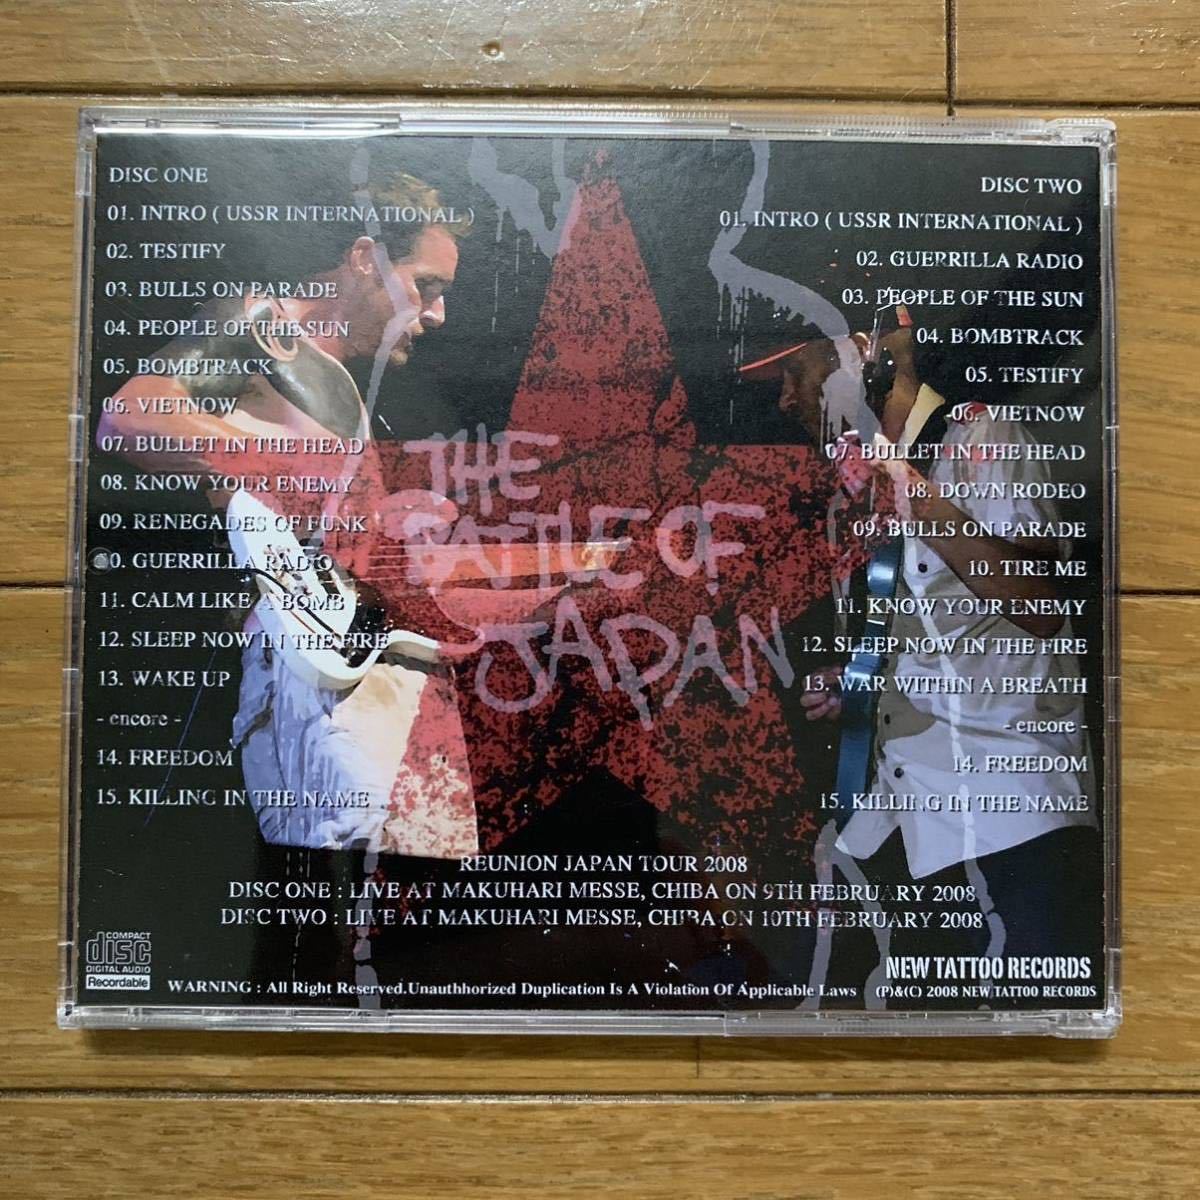 DISC ONE
01. INTRO ( USSR INTERNATIONAL )
02. TESTIFY
03. BULLS ON PARADE
04. PEOPLE OF THE SUN
05. BOMBTRACK
06. VIETNOW
07. BULLET IN THE HEAD
08. KNOW YOUR ENEMY
09. RENEGADES OF FUNK
10. GUERRILLA RADIO
11. CALM LIKE A BOMB
12. SLEEP NOW IN THE FIRE
13. WAKE UP
- encore -
14. FREEDOM
15. KILLING IN THE NAME
DISC TWO
01. INTRO ( USSR INTERNATIONAL )
02. GUERRILLA RADIO
03. PEOPLE OF THE SUN
04. BOMBTRACK
05. TESTIFY
06. VIETNOW
07. BULLET IN THE HEAD
08. DOWN RODEO
09. BULLS ON PARADE
10. TIRE ME
11. KNOW YOUR ENEMY
12. SLEEP NOW IN THE FIRE
13. WAR WITHIN A BREATH
- encore -
14. FREEDOM
15. KILLING IN THE NAME
THE
BATTLE OF
JAPAN
REUNION JAPAN TOUR 2008
DISC ONE : LIVE AT MAKUHARI MESSE, CHIBA ON 9TH FEBRUARY 2008
DISC TWO : LIVE AT MAKUHARI MESSE, CHIBA ON 10TH FEBRUARY 2008
COMPACT
disc
DIGITAL AUDIO
Recordable
WARNING : All Right Reserved.Unauthhorized Duplication Is A Violation Of Applicable Laws
NEW TATTOO RECORDS
(P)&(C) 2008 NEW TATTOO RECORDS